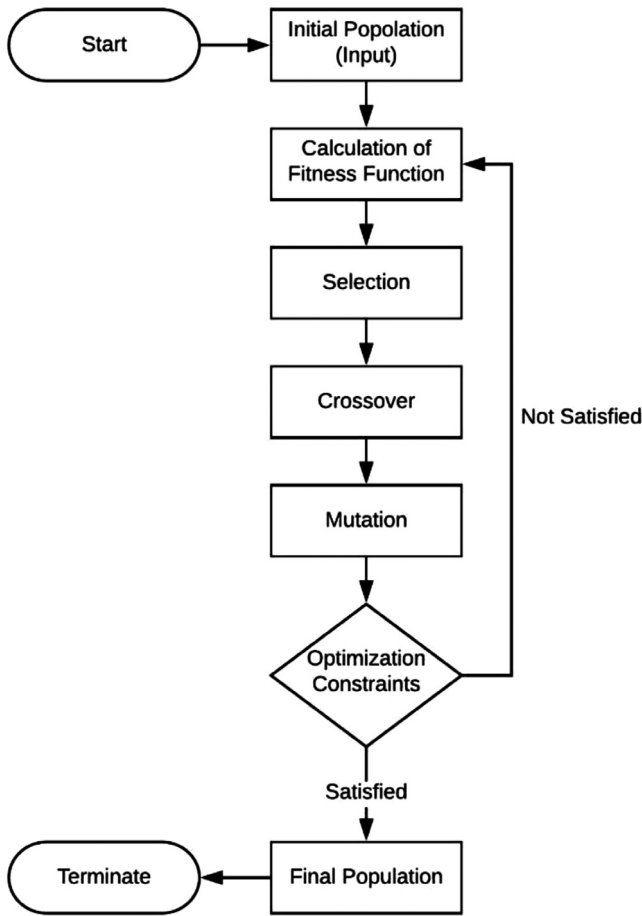 Start
Initial Popolation
(Input)
Calculation of
Fitness Function
Selection
Crossover
Not Satisfied
Mutation
Optimization
Constraints
Satisfied
Terminate
Final Population